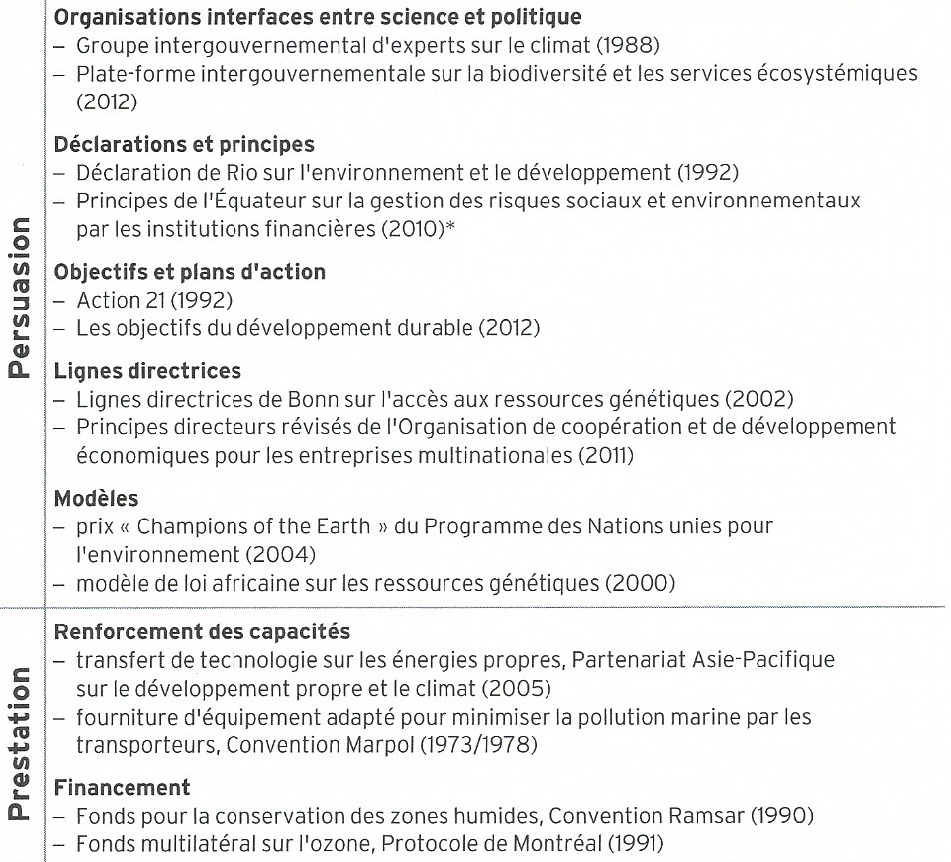 Organisations interfaces entre science et politique
– Groupe intergouvernemental d'experts sur le climat (1988)
– Plate-forme intergouvernementale sur la biodiversité et les services écosystémiques
(2012)
Persuasion
Déclarations et principes
– Déclaration de Rio sur l'environnement et le développement (1992)
– Principes de l'Équateur sur la gestion des risques sociaux et environnementaux
par les institutions financières (2010)*
Objectifs et plans d'action
– Action 21 (1992)
– Les objectifs du développement durable (2012)
Lignes directrices
– Lignes directrices de Bonn sur l'accès aux ressources génétiques (2002)
– Principes directeurs révisés de l'Organisation de coopération et de développement
économiques pour les entreprises multinationales (2011)
Modèles
– prix « Champions of the Earth » du Programme des Nations unies pour
l'environnement (2004)
– modèle de loi africaine sur les ressources génétiques (2000)
Prestation
Renforcement des capacités
– transfert de technologie sur les énergies propres, Partenariat Asie-Pacifique
sur le développement propre et le climat (2005)
– fourniture d'équipement adapté pour minimiser la pollution marine par les
transporteurs, Convention Marpol (1973/1978)
Financement
– Fonds pour la conservation des zones humides, Convention Ramsar (1990)
– Fonds multilatéral sur l'ozone, Protocole de Montréal (1991)